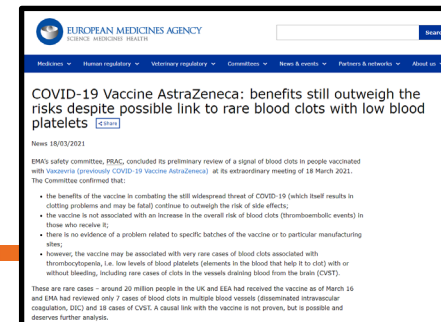 EUROPEAN MEDICINES AGENCY
SCIENCE MEDICINES HEALTH
Search
Medicines
Human regulatory
Veterinary regulatory
Committees
News & events
Partners & networks
About us
COVID-19 Vaccine AstraZeneca: benefits still outweigh the
risks despite possible link to rare blood clots with low blood
platelets Share
News 18/03/2021
EMA's safety committee, PRAC, concluded its preliminary review of a signal of blood clots in people vaccinated
with Vaxzevria (previously COVID-19 Vaccine AstraZeneca) at its extraordinary meeting of 18 March 2021.
The Committee confirmed that:
• the benefits of the vaccine in combating the still widespread threat of COVID-19 (which itself results in
clotting problems and may be fatal) continue to outweigh the risk of side effects;
• the vaccine is not associated with an increase in the overall risk of blood clots (thromboembolic events) in
those who receive it;
• there is no evidence of a problem related to specific batches of the vaccine or to particular manufacturing
sites;
• however, the vaccine may be associated with very rare cases of blood clots associated with
thrombocytopenia, i.e. low levels of blood platelets (elements in the blood that help it to clot) with or
without bleeding, including rare cases of clots in the vessels draining blood from the brain (CVST).
These are rare cases – around 20 million people in the UK and EEA had received the vaccine as of March 16
and EMA had reviewed only 7 cases of blood clots in multiple blood vessels (disseminated intravascular
coagulation, DIC) and 18 cases of CVST. A causal link with the vaccine is not proven, but is possible and
deserves further analysis.